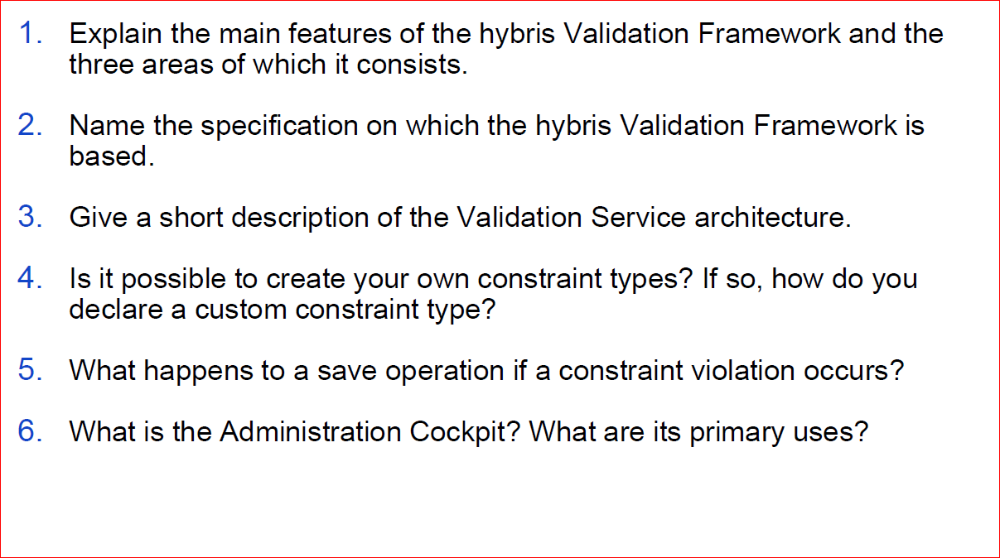 1. Explain the main features of the hybris Validation Framework and the
three areas of which it consists.
2. Name the specification on which the hybris Validation Framework is
based.
3. Give a short description of the Validation Service architecture.
4. Is it possible to create your own constraint types? If so, how do you
declare a custom constraint type?
5. What happens to a save operation if a constraint violation occurs?
6. What is the Administration Cockpit? What are its primary uses?